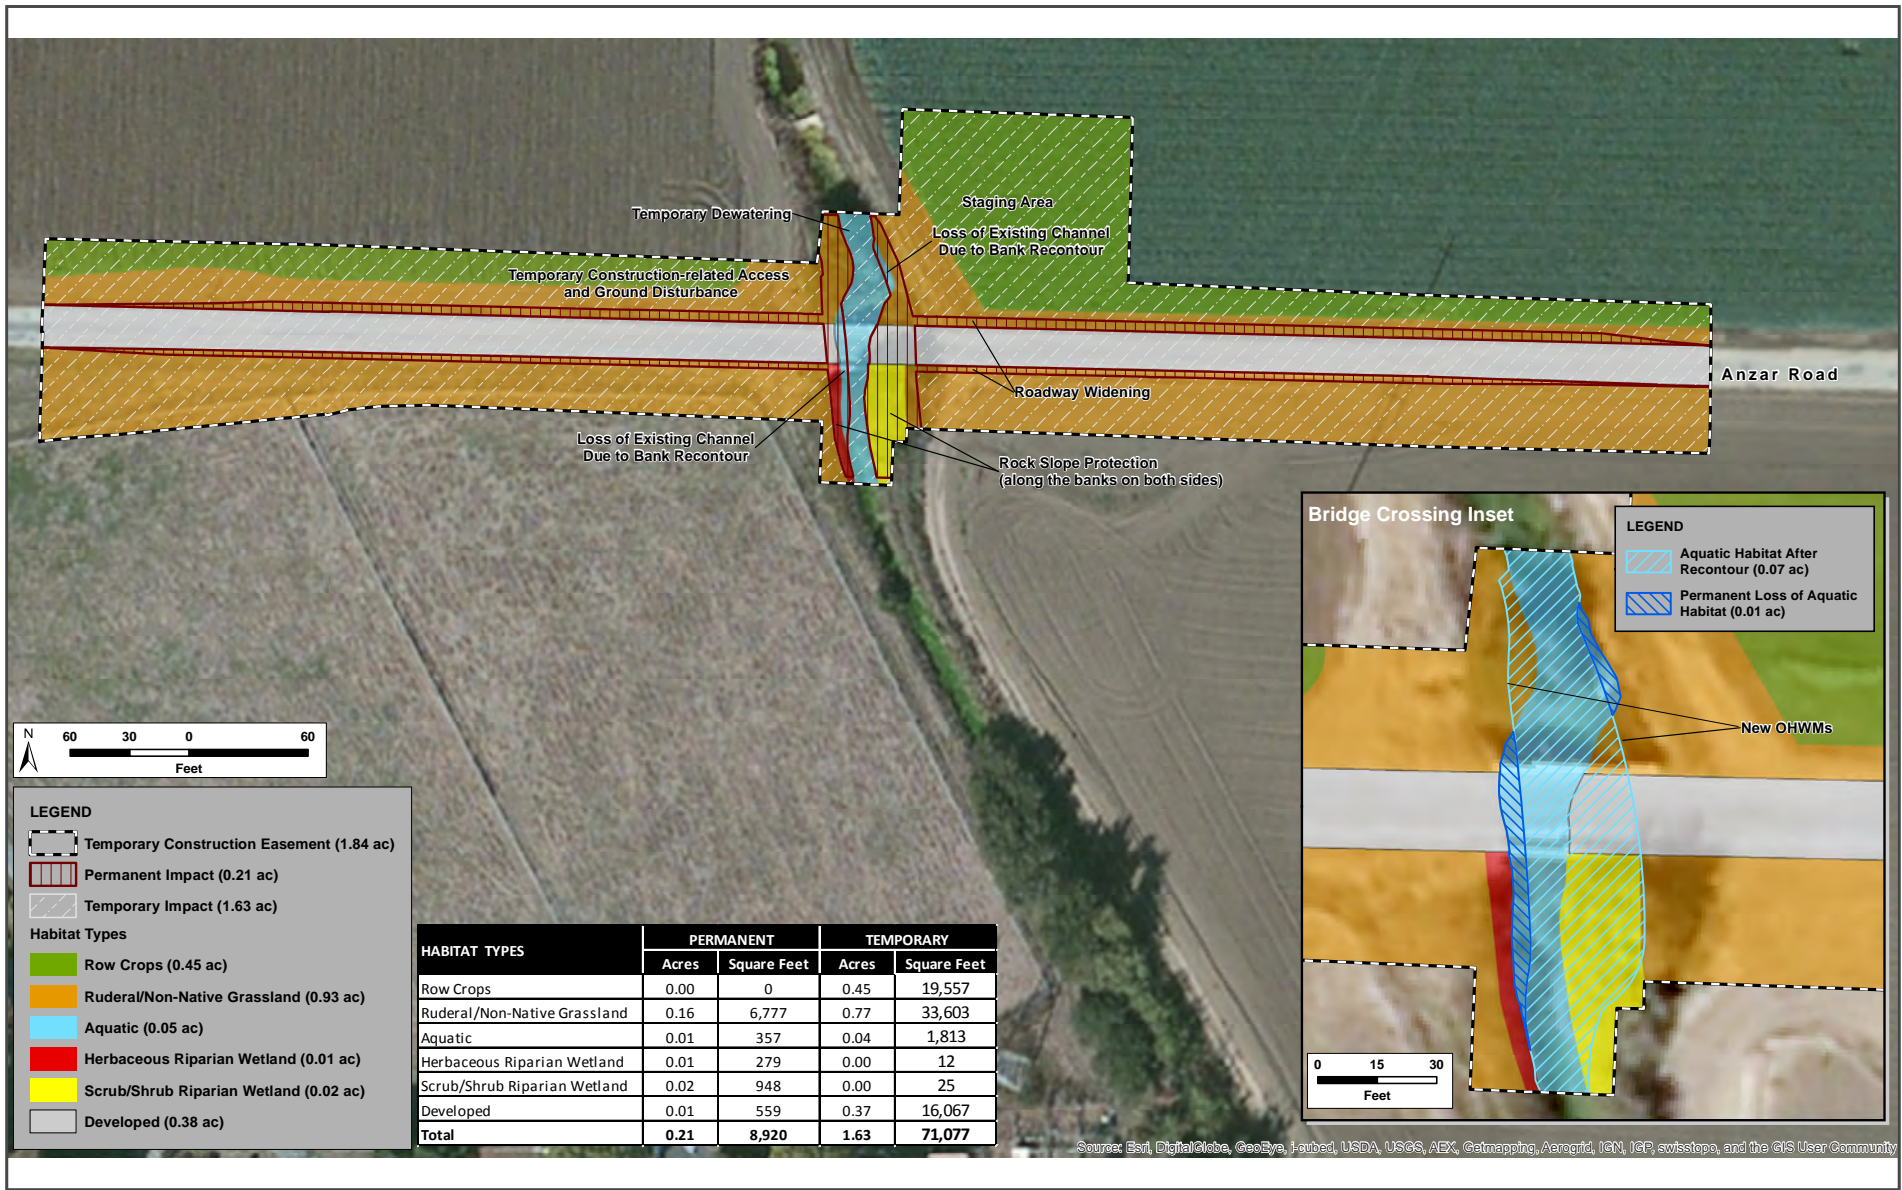 Temporary Dewatering
Staging Area
Loss of Existing Channel
Due to Bank Recontour
Temporary Construction-related Access
and Ground Disturbance
Anzar Road
Roadway Widening
Loss of Existing Channel
Due to Bank Recontour
Rock Slope Protection
(along the banks on both sides)
Bridge Crossing Inset
LEGEND
Aquatic Habitat After
Recontour (0.07 ac)
Permanent Loss of Aquatic
Habitat (0.01 ac)
New OHWMs
0 15 30
Feet
N
60 30 0 60
Feet
LEGEND
Temporary Construction Easement (1.84 ac)
Permanent Impact (0.21 ac)
Temporary Impact (1.63 ac)
Habitat Types
Row Crops (0.45 ac)
Ruderal/Non-Native Grassland (0.93 ac)
Aquatic (0.05 ac)
Herbaceous Riparian Wetland (0.01 ac)
Scrub/Shrub Riparian Wetland (0.02 ac)
Developed (0.38 ac)
HABITAT TYPES PERMANENT TEMPORARY
Acres Square Feet Acres Square Feet
Row Crops 0.00 0 0.45 19,557
Ruderal/Non-Native Grassland 0.16 6,777 0.77 33,603
Aquatic 0.01 357 0.04 1,813
Herbaceous Riparian Wetland 0.01 279 0.00 12
Scrub/Shrub Riparian Wetland 0.02 948 0.00 25
Developed 0.01 559 0.37 16,067
Total 0.21 8,920 1.63 71,077
Source: Esri, DigitalGlobe, GeoEye, i-cubed, USDA, USGS, AEX, Getmapping, Aerogrid, IGN, IGP, swisstopo, and the GIS User Community